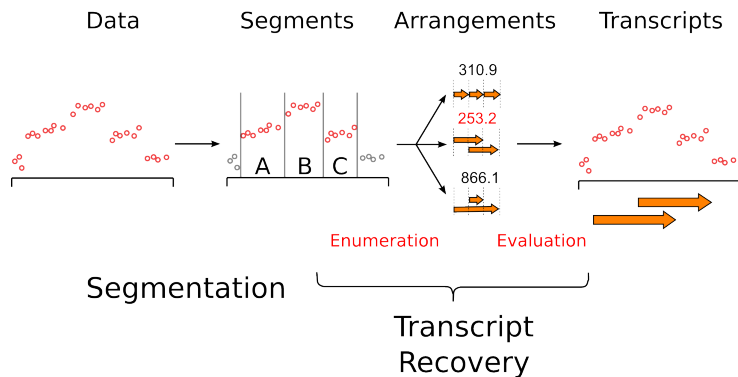 Data
Segments
Arrangements
Transcripts
310.9
253.2
866.1
A B C
Enumeration
Evaluation
Segmentation
Transcript
Recovery